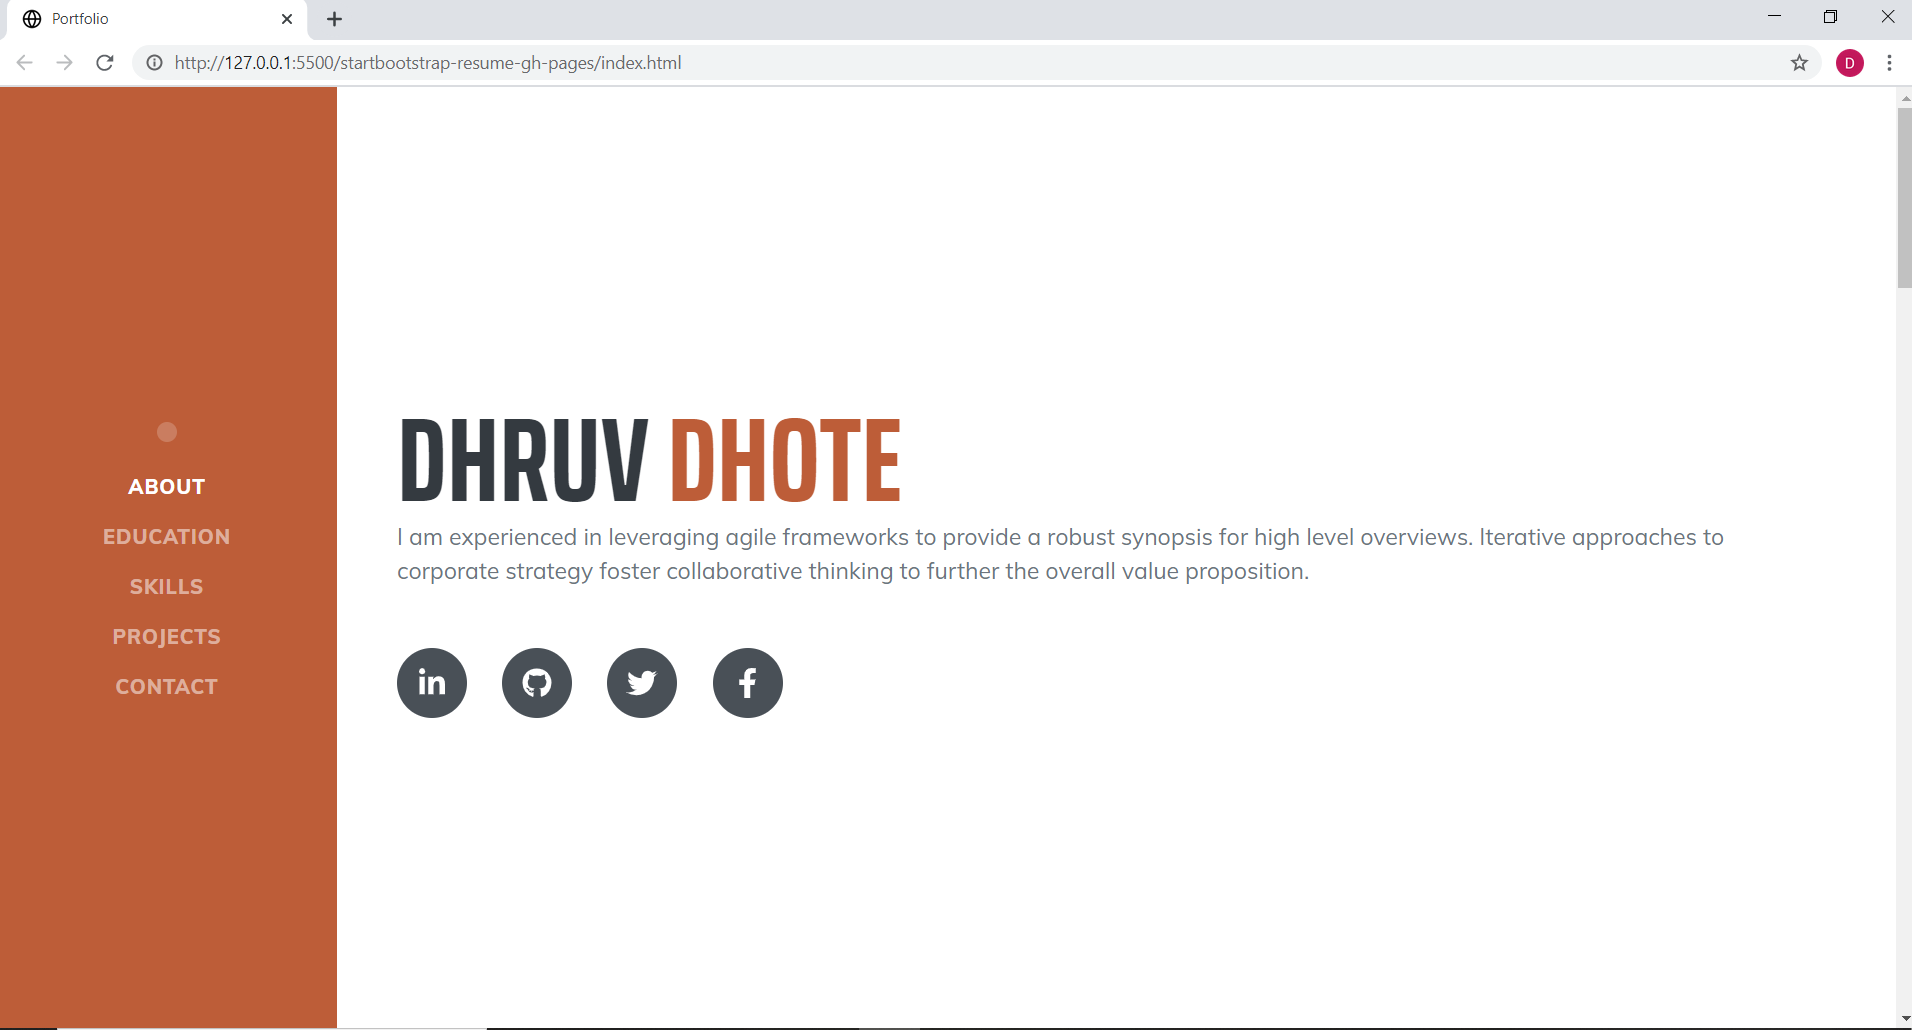 Portfolio
http://127.0.0.1:5500/startbootstrap-resume-gh-pages/index.html
D
ABOUT
EDUCATION
SKILLS
PROJECTS
CONTACT
DHRUV DHOTE
I am experienced in leveraging agile frameworks to provide a robust synopsis for high level overviews. Iterative approaches to
corporate strategy foster collaborative thinking to further the overall value proposition.
in
f